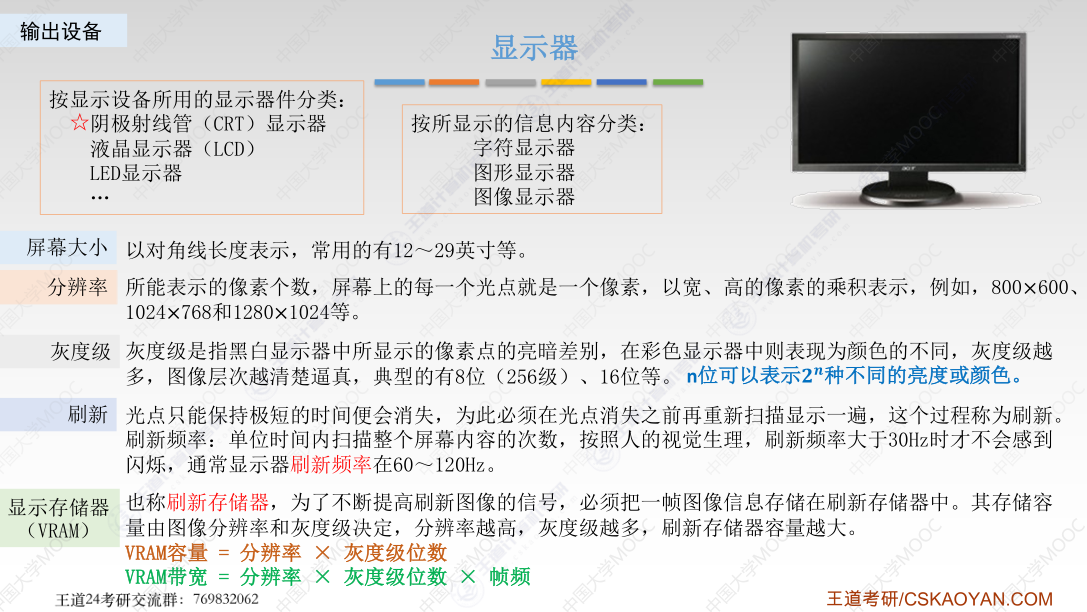 输出设备
显示器
按显示设备所用的显示器件分类：
☆阴极射线管（CRT）显示器
液晶显示器（LCD）
LED显示器
…
按所显示的信息内容分类：
字符显示器
图形显示器
图像显示器
acer
屏幕大小
以对角线长度表示，常用的有12～29英寸等。
分辨率
所能表示的像素个数，屏幕上的每一个光点就是一个像素，以宽、高的像素的乘积表示，例如，800×600、
1024×768和1280×1024等。
灰度级
灰度级是指黑白显示器中所显示的像素点的亮暗差别，在彩色显示器中则表现为颜色的不同，灰度级越
多，图像层次越清楚逼真，典型的有8位（256级）、16位等。 n位可以表示2ⁿ种不同的亮度或颜色。
刷新
光点只能保持极短的时间便会消失，为此必须在光点消失之前再重新扫描显示一遍，这个过程称为刷新。
刷新频率：单位时间内扫描整个屏幕内容的次数，按照人的视觉生理，刷新频率大于30Hz时才不会感到
闪烁，通常显示器刷新频率在60～120Hz。
显示存储器
（VRAM）
也称刷新存储器，为了不断提高刷新图像的信号，必须把一帧图像信息存储在刷新存储器中。其存储容
量由图像分辨率和灰度级决定，分辨率越高，灰度级越多，刷新存储器容量越大。
VRAM容量 = 分辨率 × 灰度级位数
VRAM带宽 = 分辨率 × 灰度级位数 × 帧频
王道24考研交流群：769832062
王道考研/CSKAOYAN.COM
中国大学MOOC
王道计算机考研